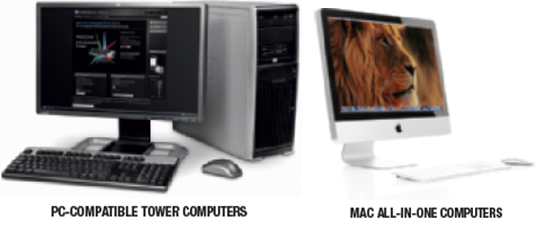 PC-COMPATIBLE TOWER COMPUTERS
MAC ALL-IN-ONE COMPUTERS